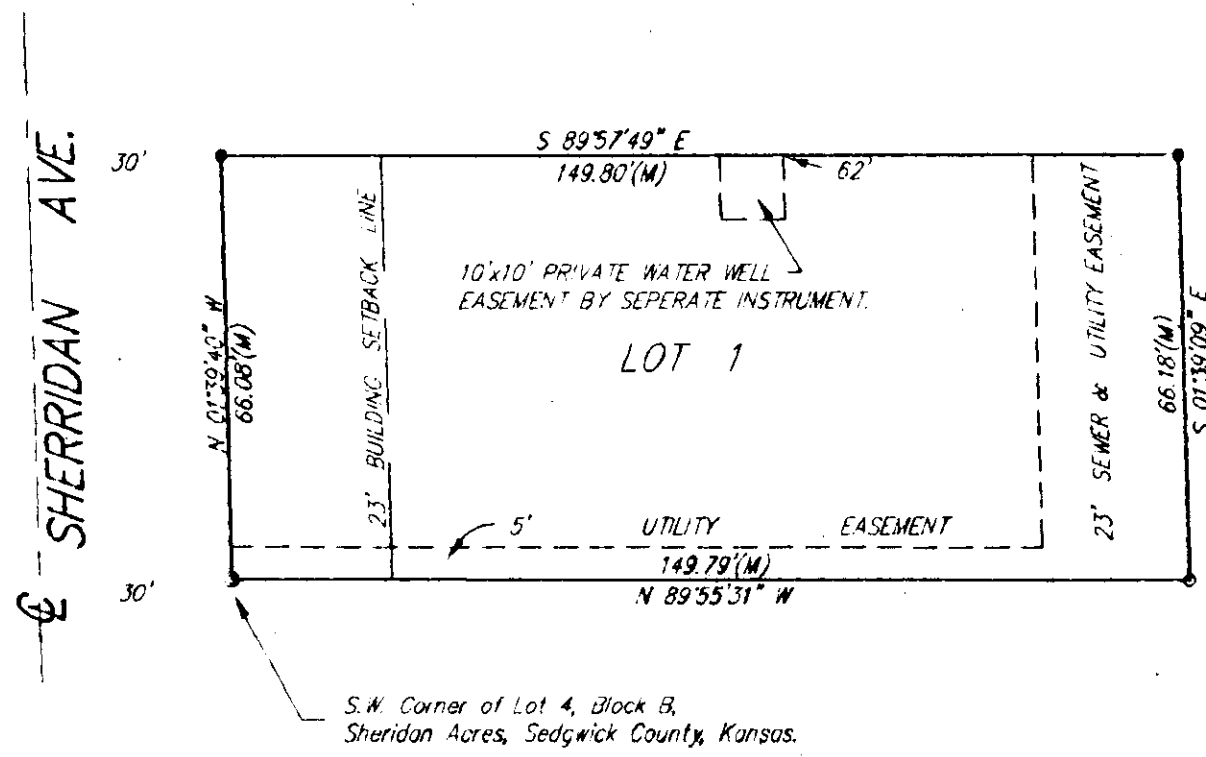 S 89°57'49" E
30'
149.80'(M)
62'
℄ SHERRIDAN AVE.
10'x10' PRIVATE WATER WELL
EASEMENT BY SEPERATE INSTRUMENT.
LOT 1
N 01°39'40" W
66.08'(M)
23' BUILDING SETBACK LINE
23' SEWER & UTILITY EASEMENT
66.18'(M)
S 01°39'09" E
5' UTILITY EASEMENT
149.79'(M)
30'
N 89°55'31" W
S.W. Corner of Lot 4, Block B,
Sheridan Acres, Sedgwick County, Kansas.